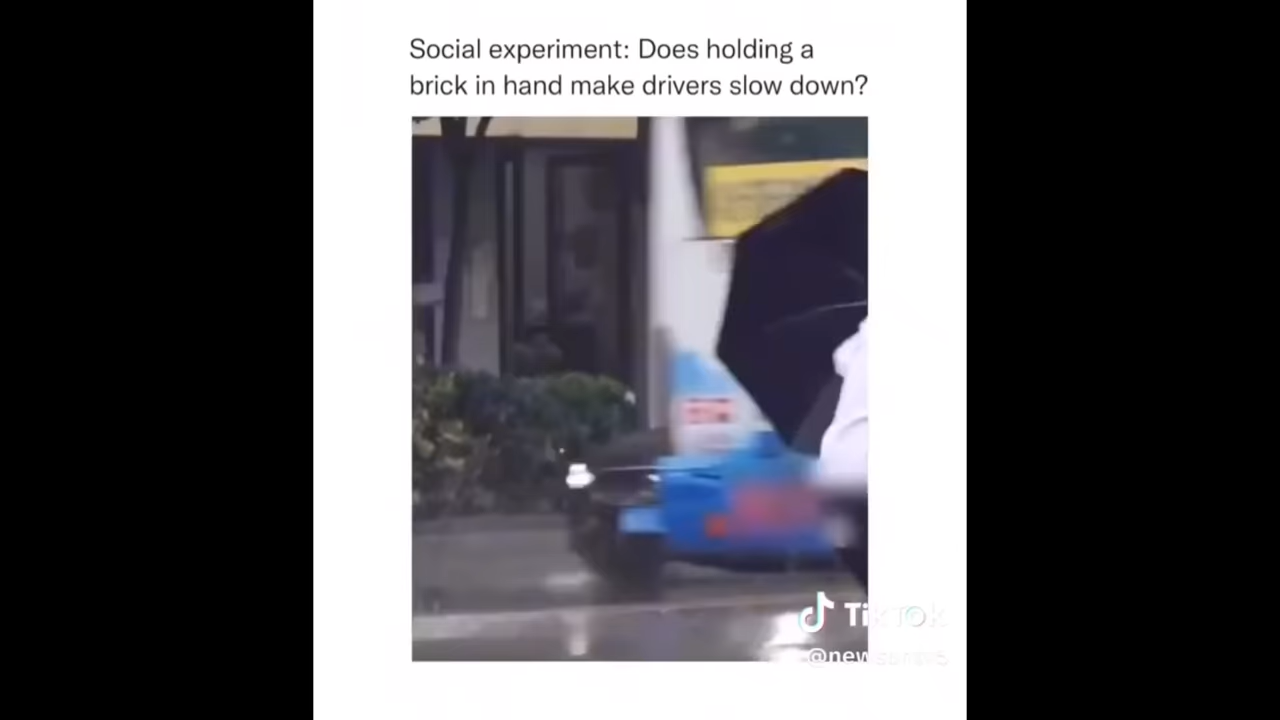 Social experiment: Does holding a
brick in hand make drivers slow down?
TikTok